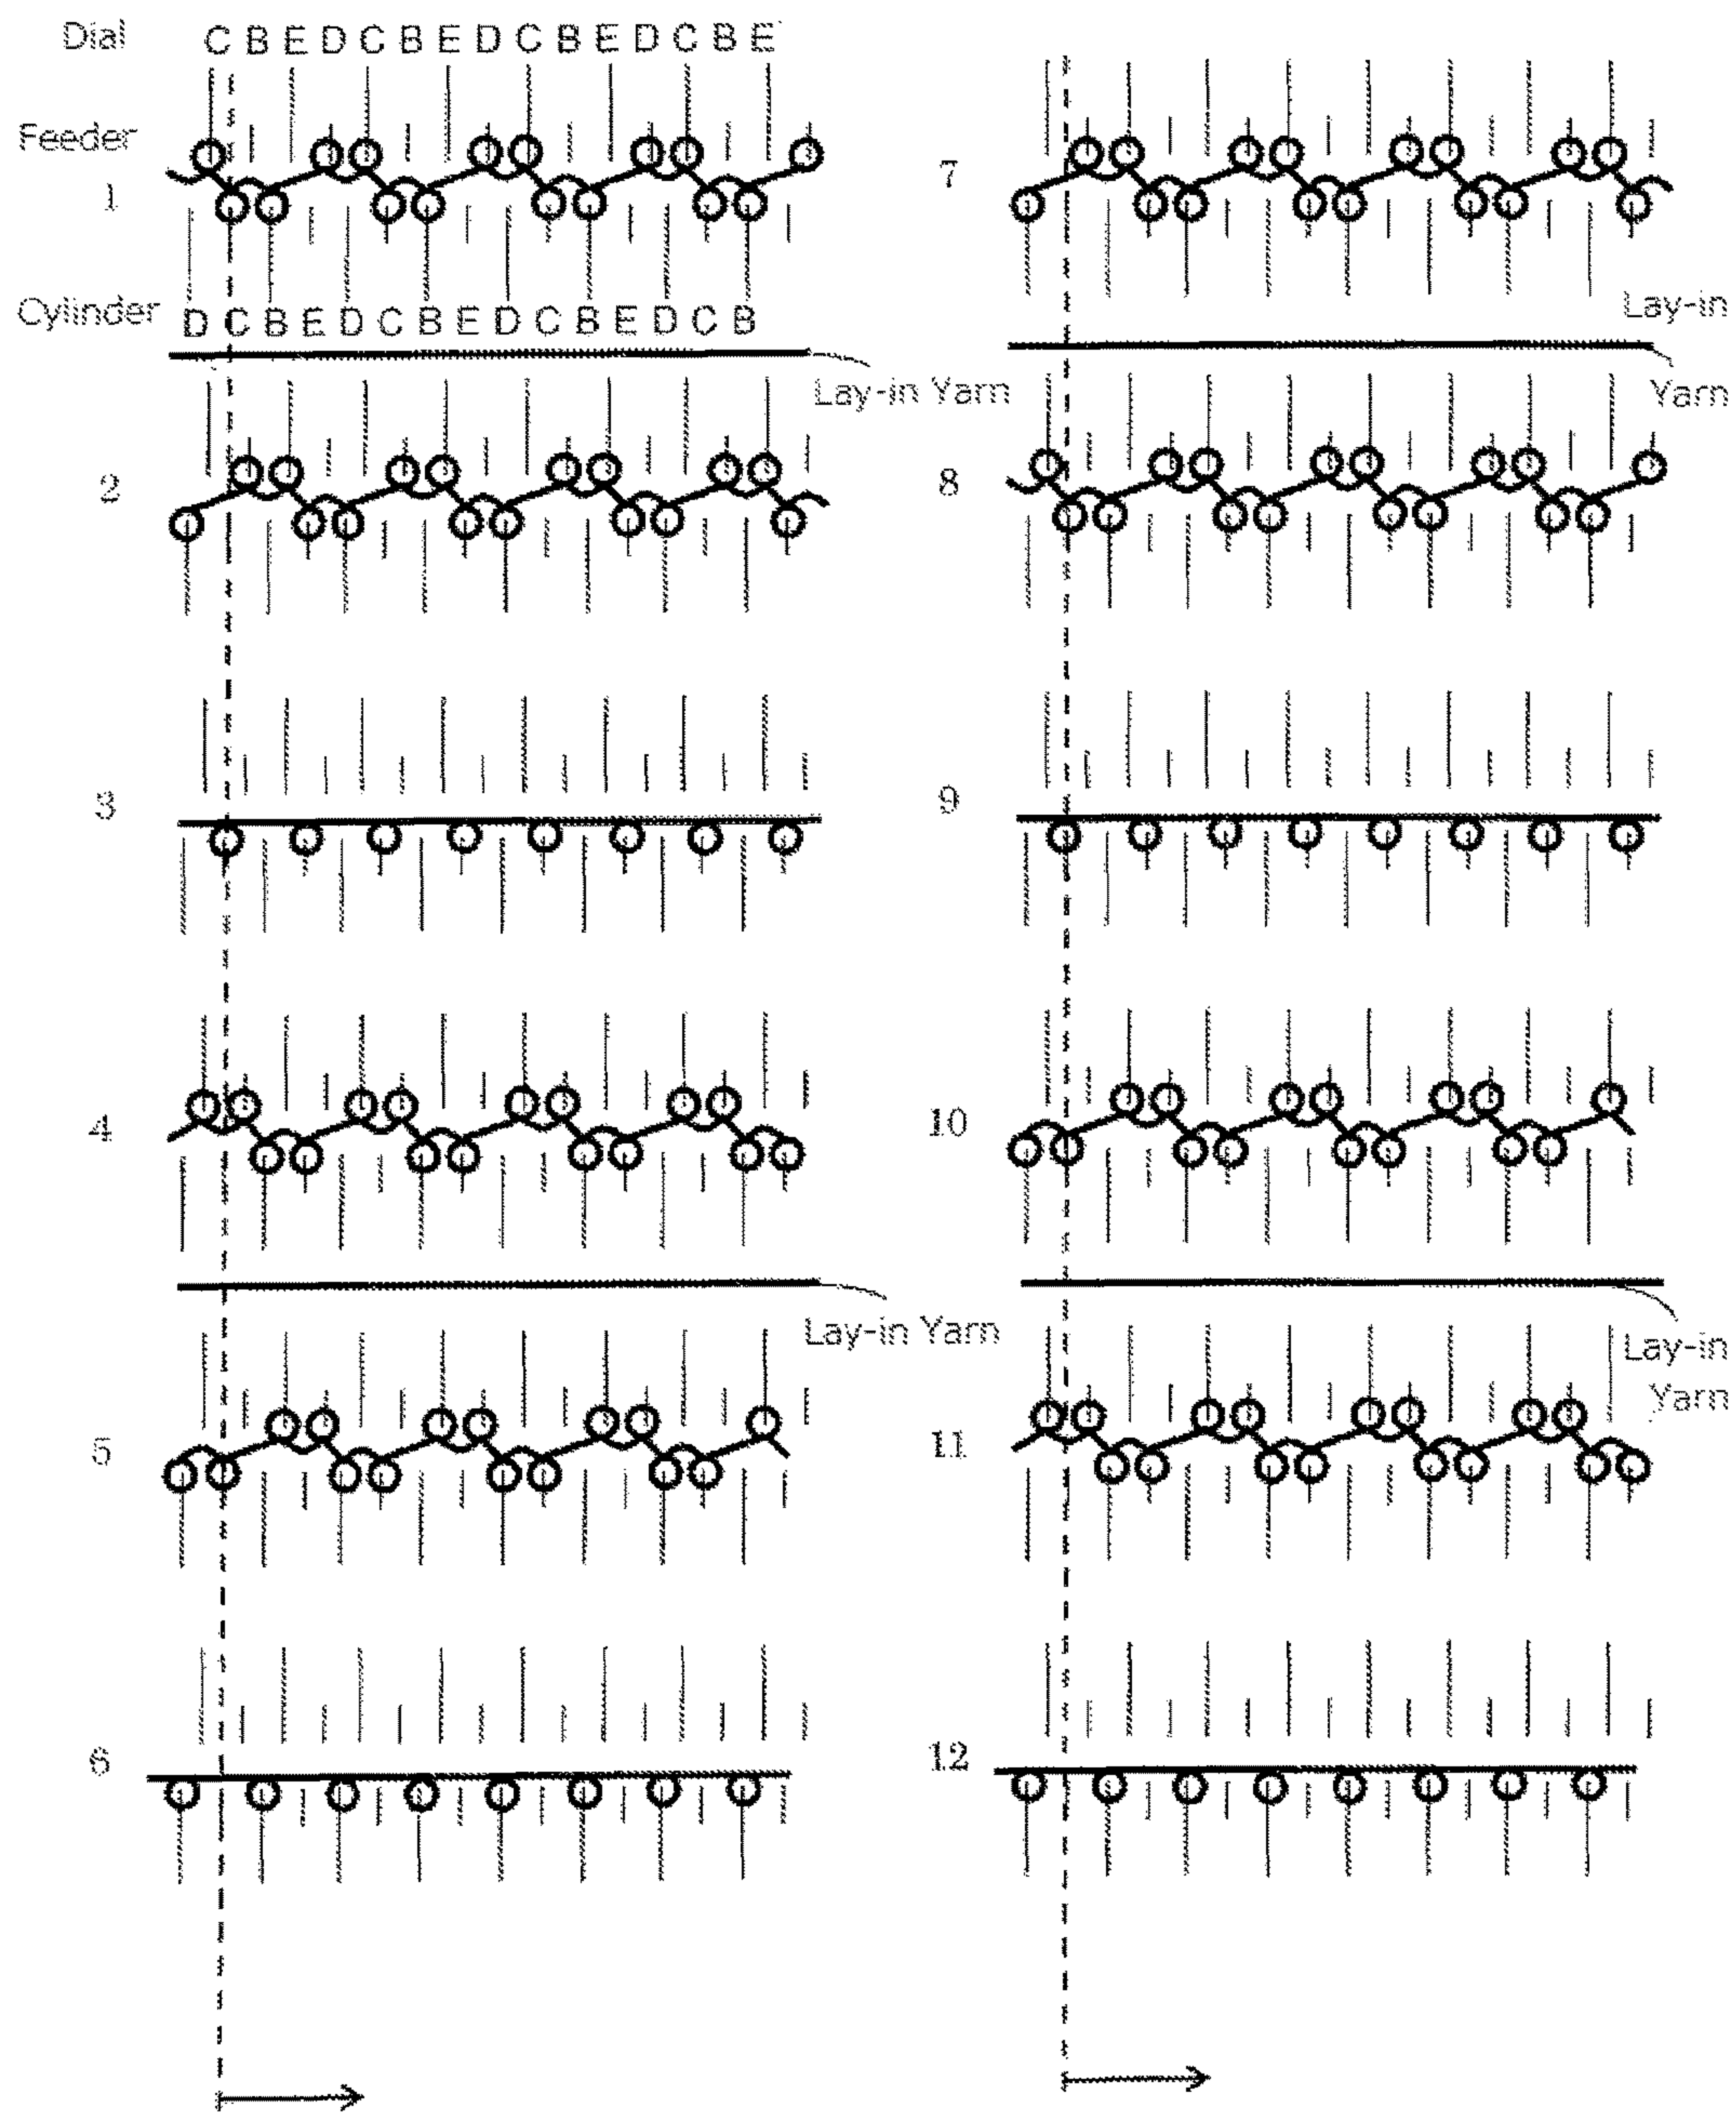 Dial C B E D C B E D C B E D C B E
Feeder
1
Cylinder D C B E D C B E D C B E D C B
Lay-in Yarn
2
3
4
Lay-in Yarn
5
6
7
Lay-in
Yarn
8
9
10
Lay-in
Yarn
11
12